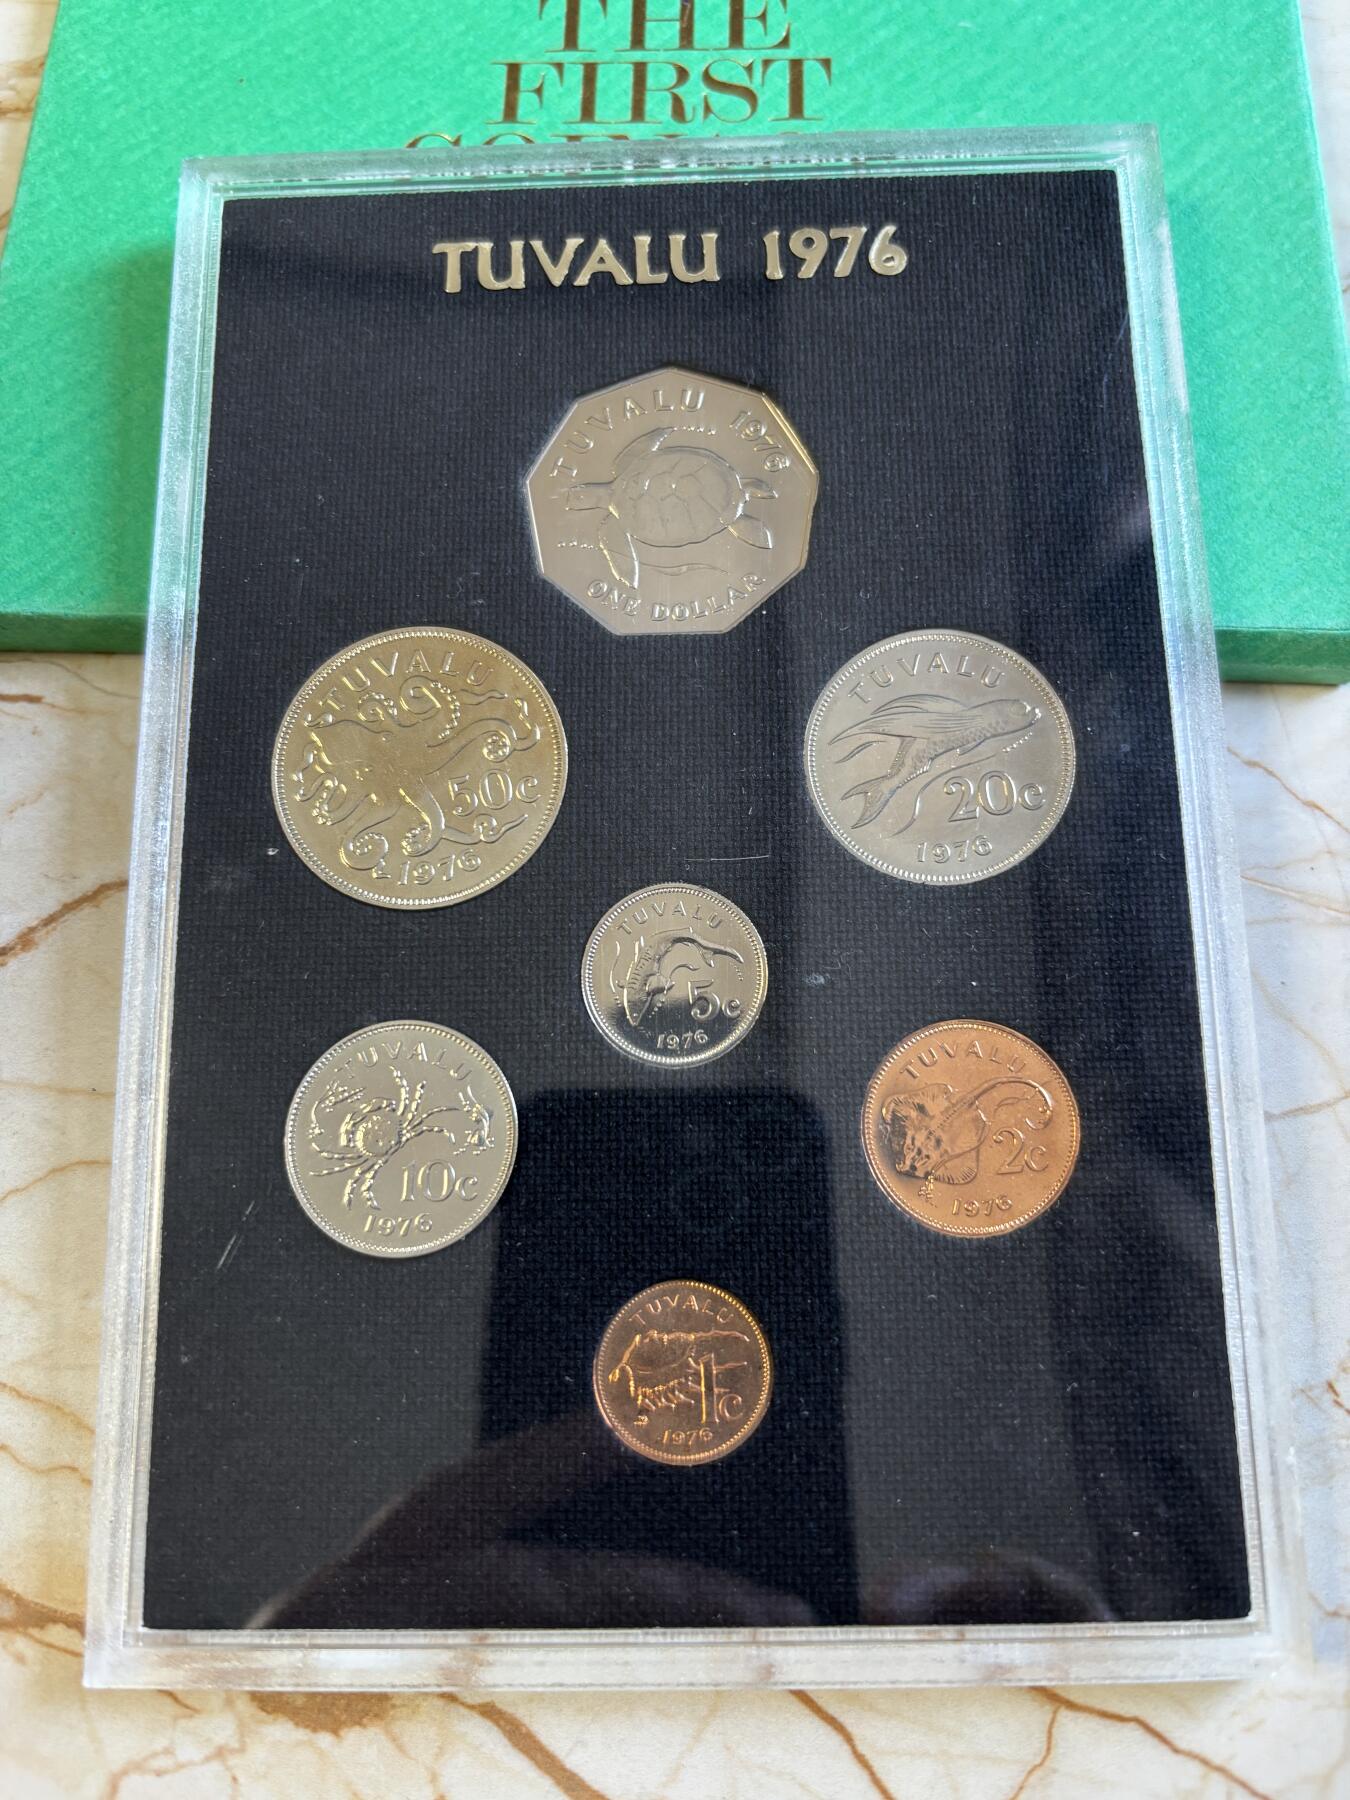 THE
FIRST
TUVALU 1976
TUVALU 1976
ONE DOLLAR
TUVALU
50c
1976
TUVALU
20c
1976
TUVALU
5c
1976
TUVALU
10c
1976
TUVALU
2c
1976
TUVALU
1c
1976